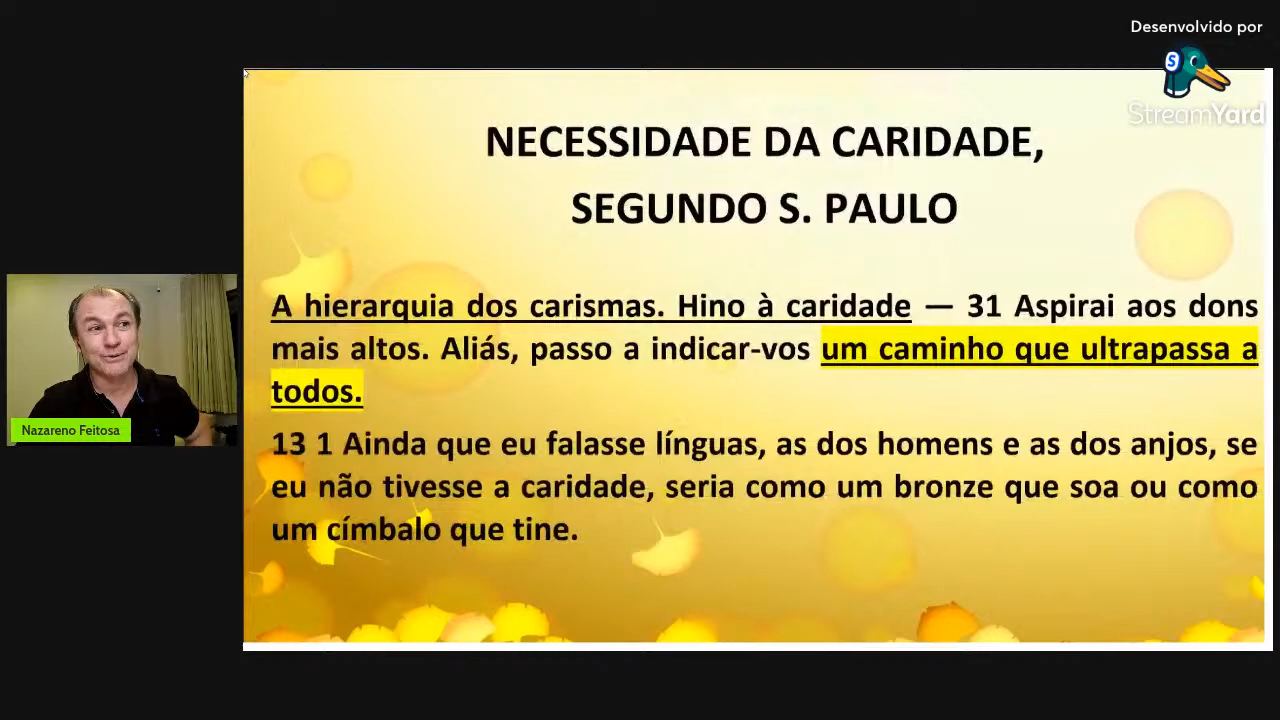 Desenvolvido por
StreamYard
NECESSIDADE DA CARIDADE,
SEGUNDO S. PAULO
A hierarquia dos carismas. Hino à caridade — 31 Aspirai aos dons
mais altos. Aliás, passo a indicar-vos um caminho que ultrapassa a
todos.
13 1 Ainda que eu falasse línguas, as dos homens e as dos anjos, se
eu não tivesse a caridade, seria como um bronze que soa ou como
um címbalo que tine.
Nazareno Feitosa